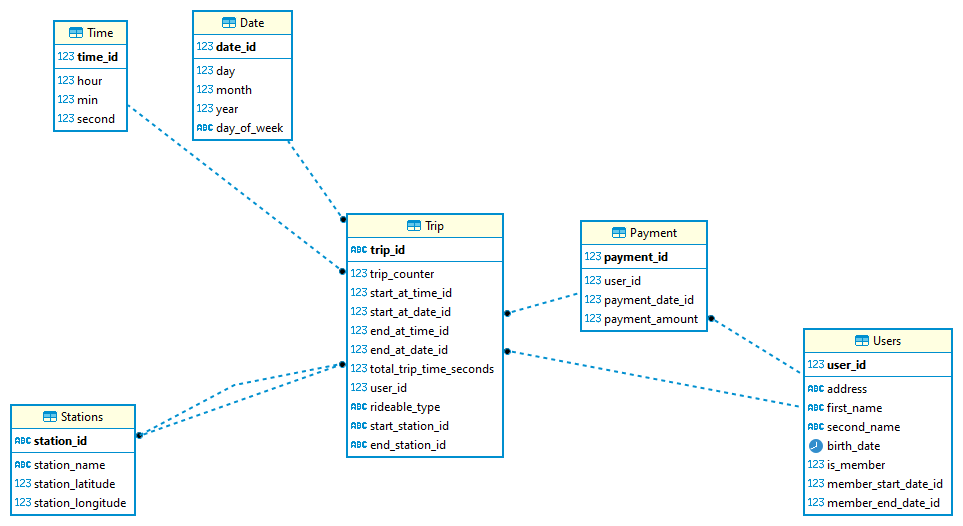 Time
123 time_id
123 hour
123 min
123 second
Date
123 date_id
123 day
123 month
123 year
ABC day_of_week
Trip
ABC trip_id
123 trip_counter
123 start_at_time_id
123 start_at_date_id
123 end_at_time_id
123 end_at_date_id
123 total_trip_time_seconds
123 user_id
ABC rideable_type
ABC start_station_id
ABC end_station_id
Payment
123 payment_id
123 user_id
123 payment_date_id
123 payment_amount
Users
123 user_id
ABC address
ABC first_name
ABC second_name
birth_date
123 is_member
123 member_start_date_id
123 member_end_date_id
Stations
ABC station_id
ABC station_name
123 station_latitude
123 station_longitude